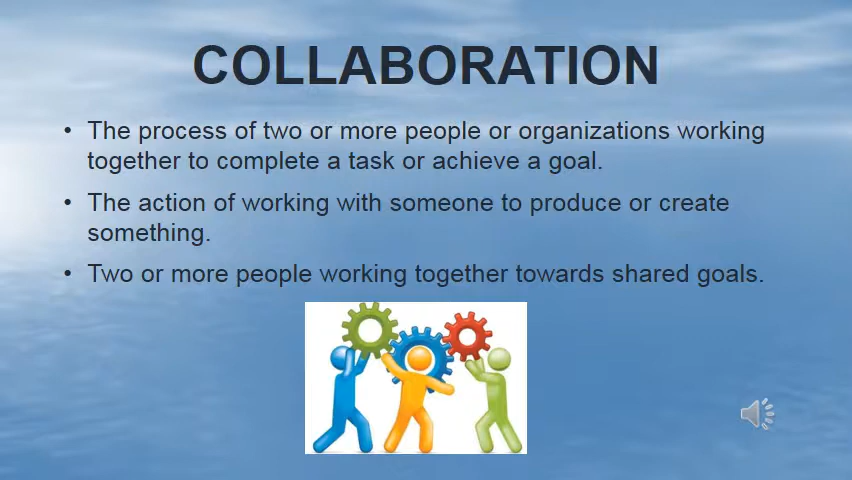 COLLABORATION
• The process of two or more people or organizations working
together to complete a task or achieve a goal.
• The action of working with someone to produce or create
something.
• Two or more people working together towards shared goals.